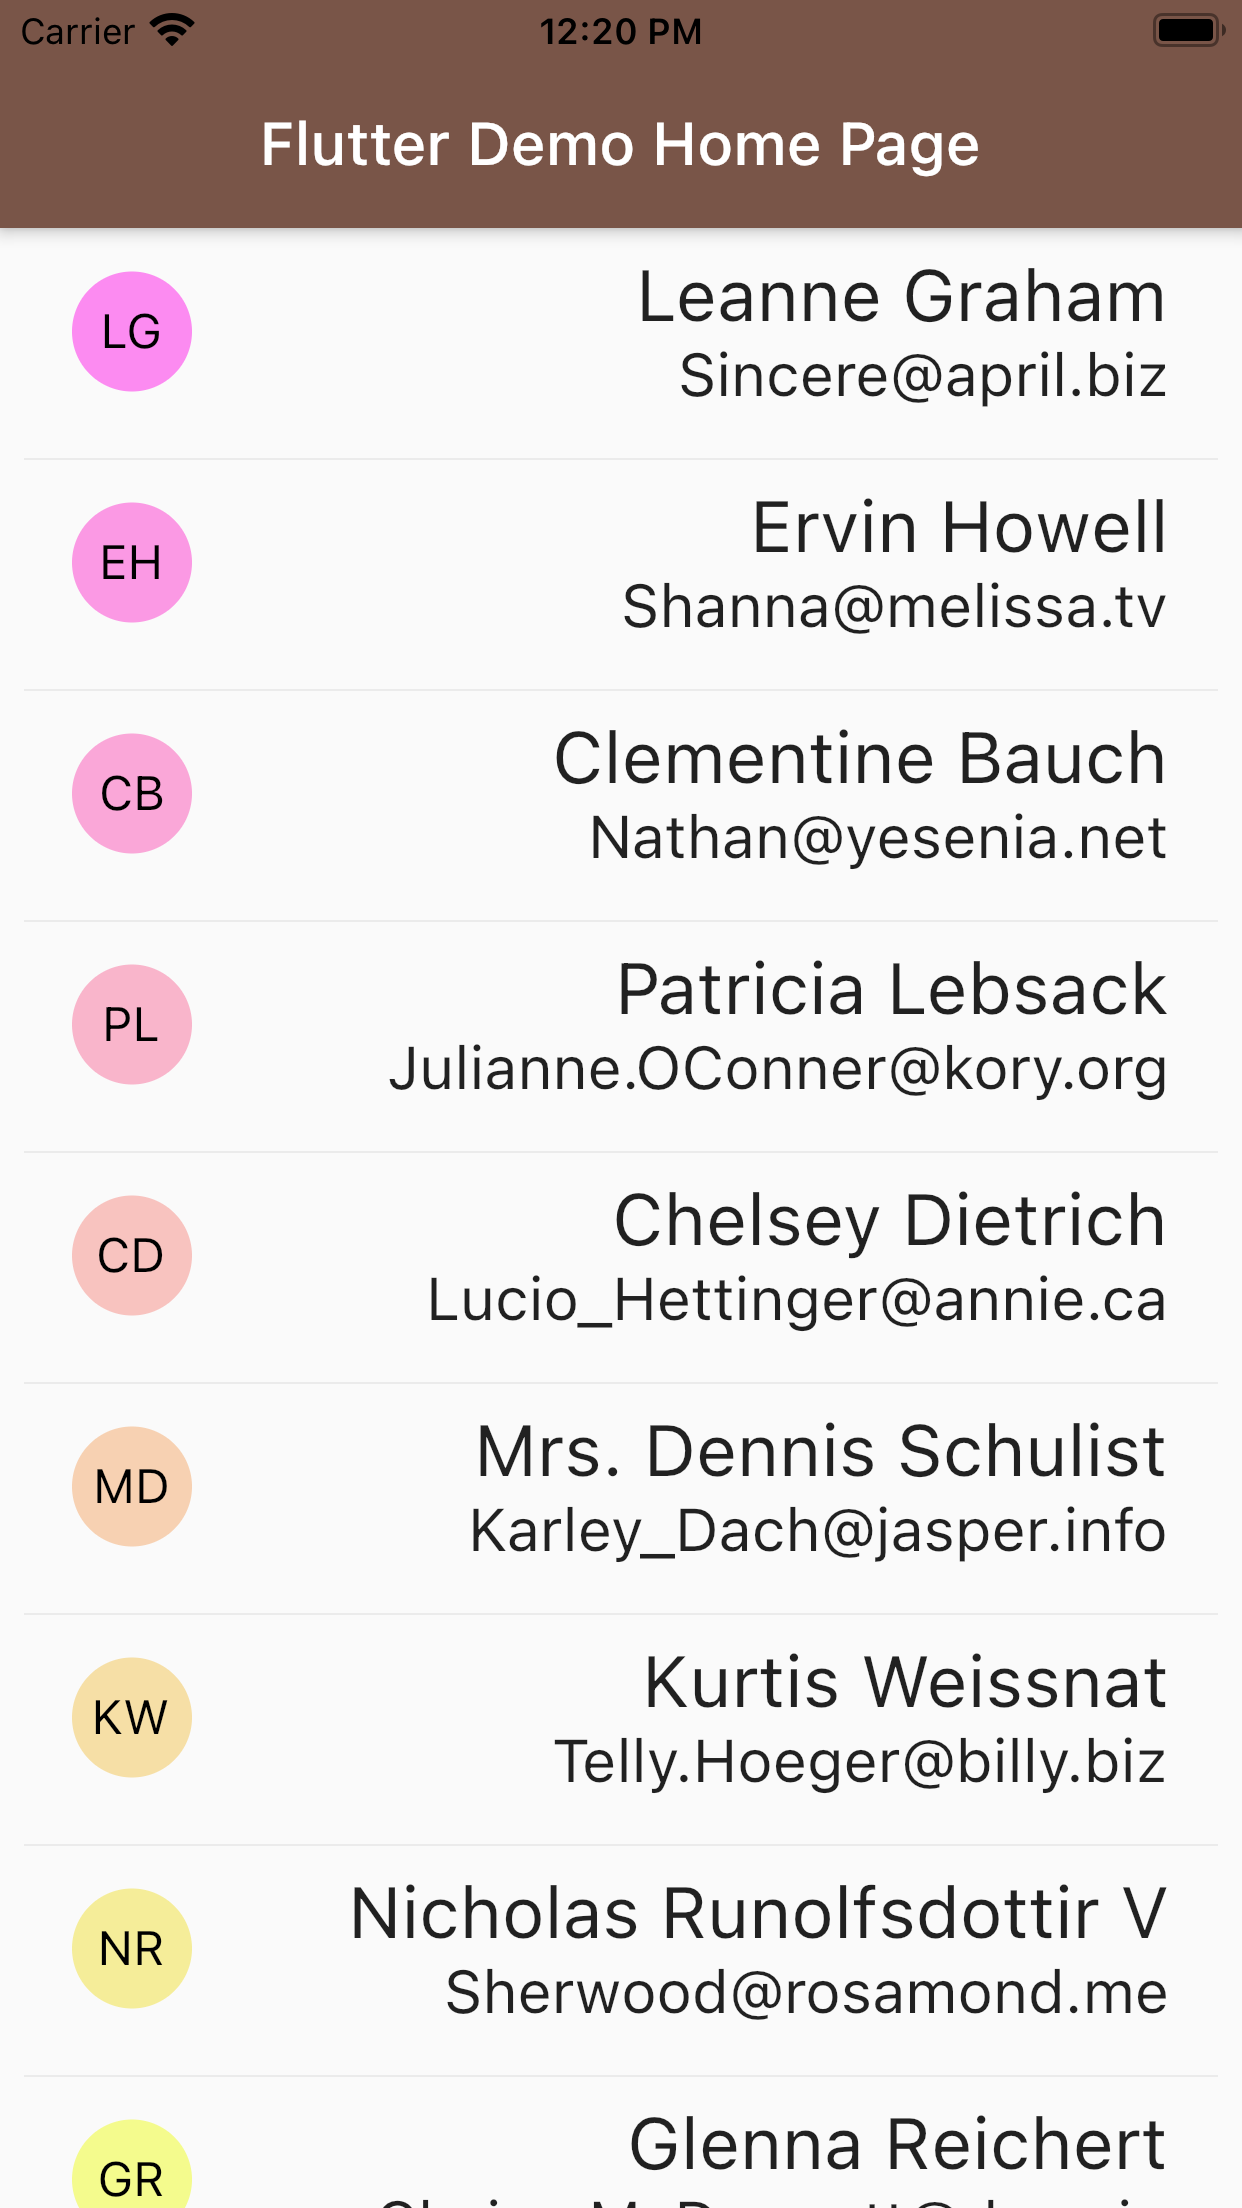 Carrier 12:20 PM
Flutter Demo Home Page
LG
Leanne Graham
Sincere@april.biz
EH
Ervin Howell
Shanna@melissa.tv
CB
Clementine Bauch
Nathan@yesenia.net
PL
Patricia Lebsack
Julianne.OConner@kory.org
CD
Chelsey Dietrich
Lucio_Hettinger@annie.ca
MD
Mrs. Dennis Schulist
Karley_Dach@jasper.info
KW
Kurtis Weissnat
Telly.Hoeger@billy.biz
NR
Nicholas Runolfsdottir V
Sherwood@rosamond.me
GR
Glenna Reichert